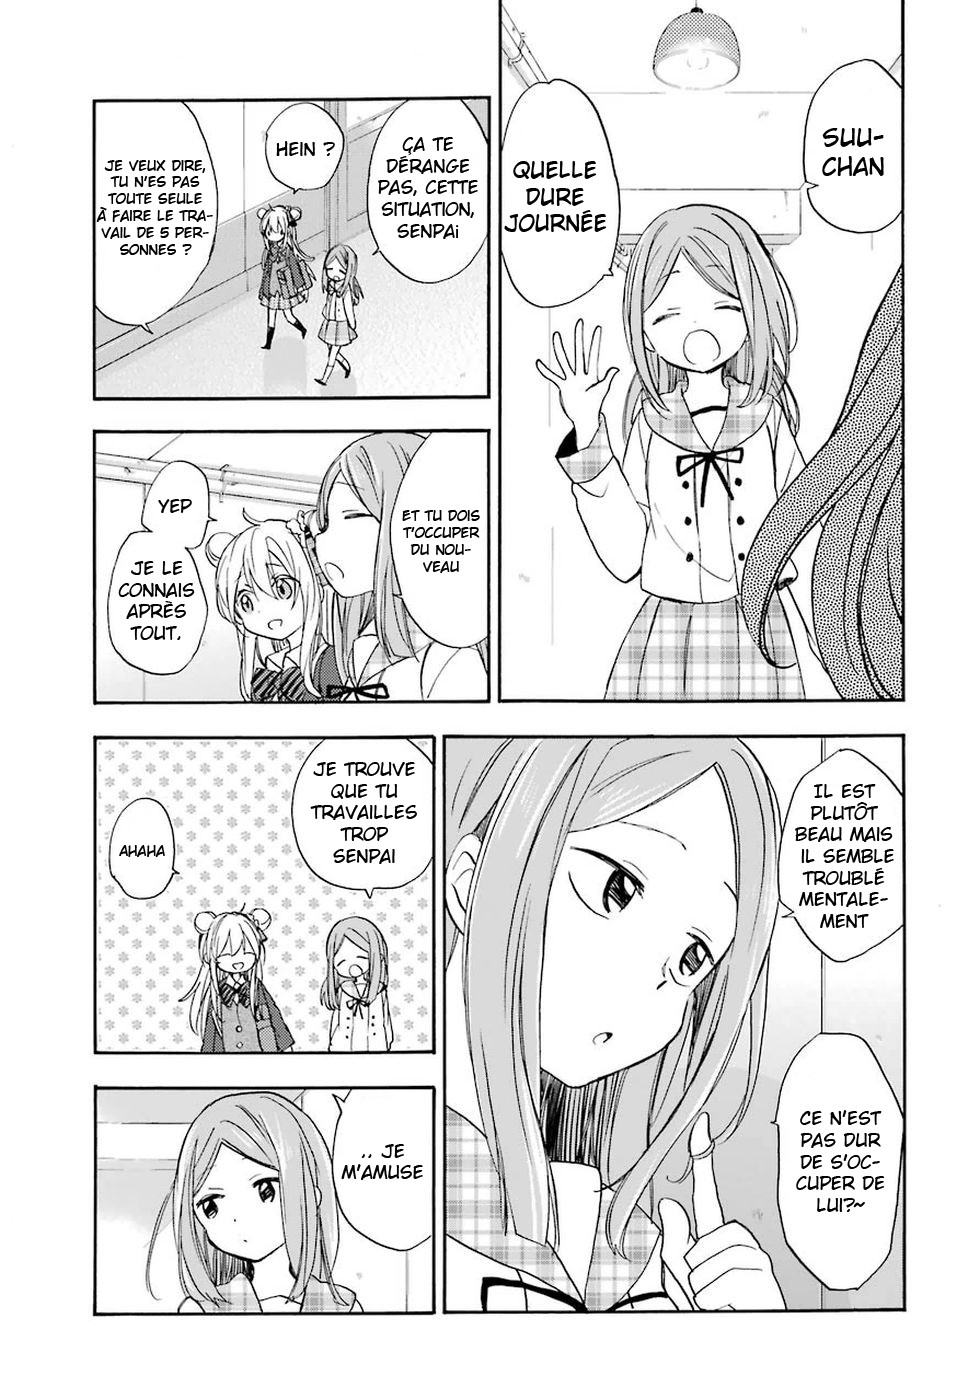 SUU-
CHAN
QUELLE
DURE
JOURNÉE
ÇA TE
DÉRANGE
PAS, CETTE
SITUATION,
SENPAi
HEIN ?
JE VEUX DIRE,
TU N'ES PAS
TOUTE SEULE
À FAIRE LE TRA-
VAIL DE 5 PER-
SONNES ?
ET TU DOIS
T'OCCUPER
DU NOU-
VEAU
YEP
JE LE
CONNAIS
APRÈS
TOUT.
IL EST
PLUTÔT
BEAU MAIS
IL SEMBLE
TROUBLÉ
MENTALE-
MENT
CE N'EST
PAS DUR
DE S'OC-
CUPER DE
LUI?~
JE TROUVE
QUE TU
TRAVAILLES
TROP
SENPAI
AHAHA
.. JE
M'AMUSE